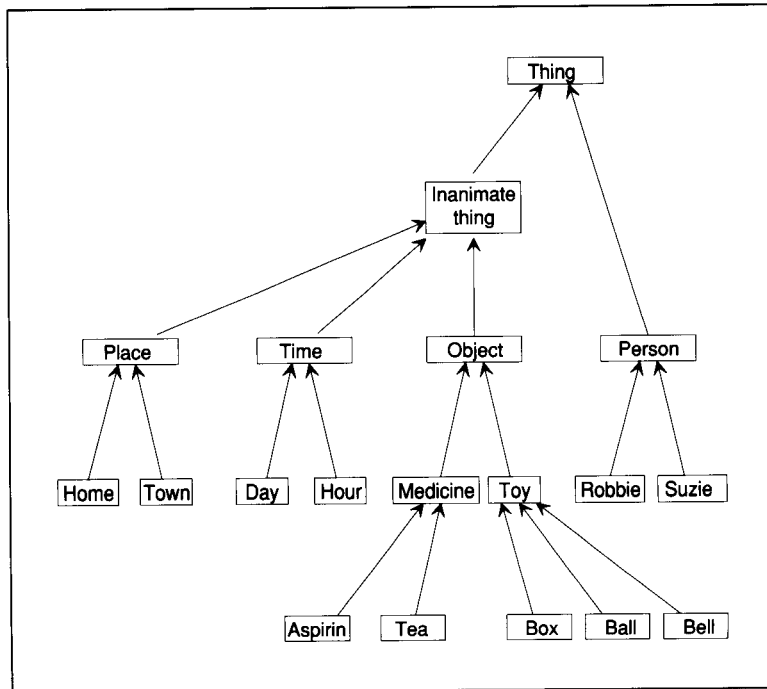 Thing
Inanimate
thing
Place
Time
Object
Person
Home
Town
Day
Hour
Medicine
Toy
Robbie
Suzie
Aspirin
Tea
Box
Ball
Bell